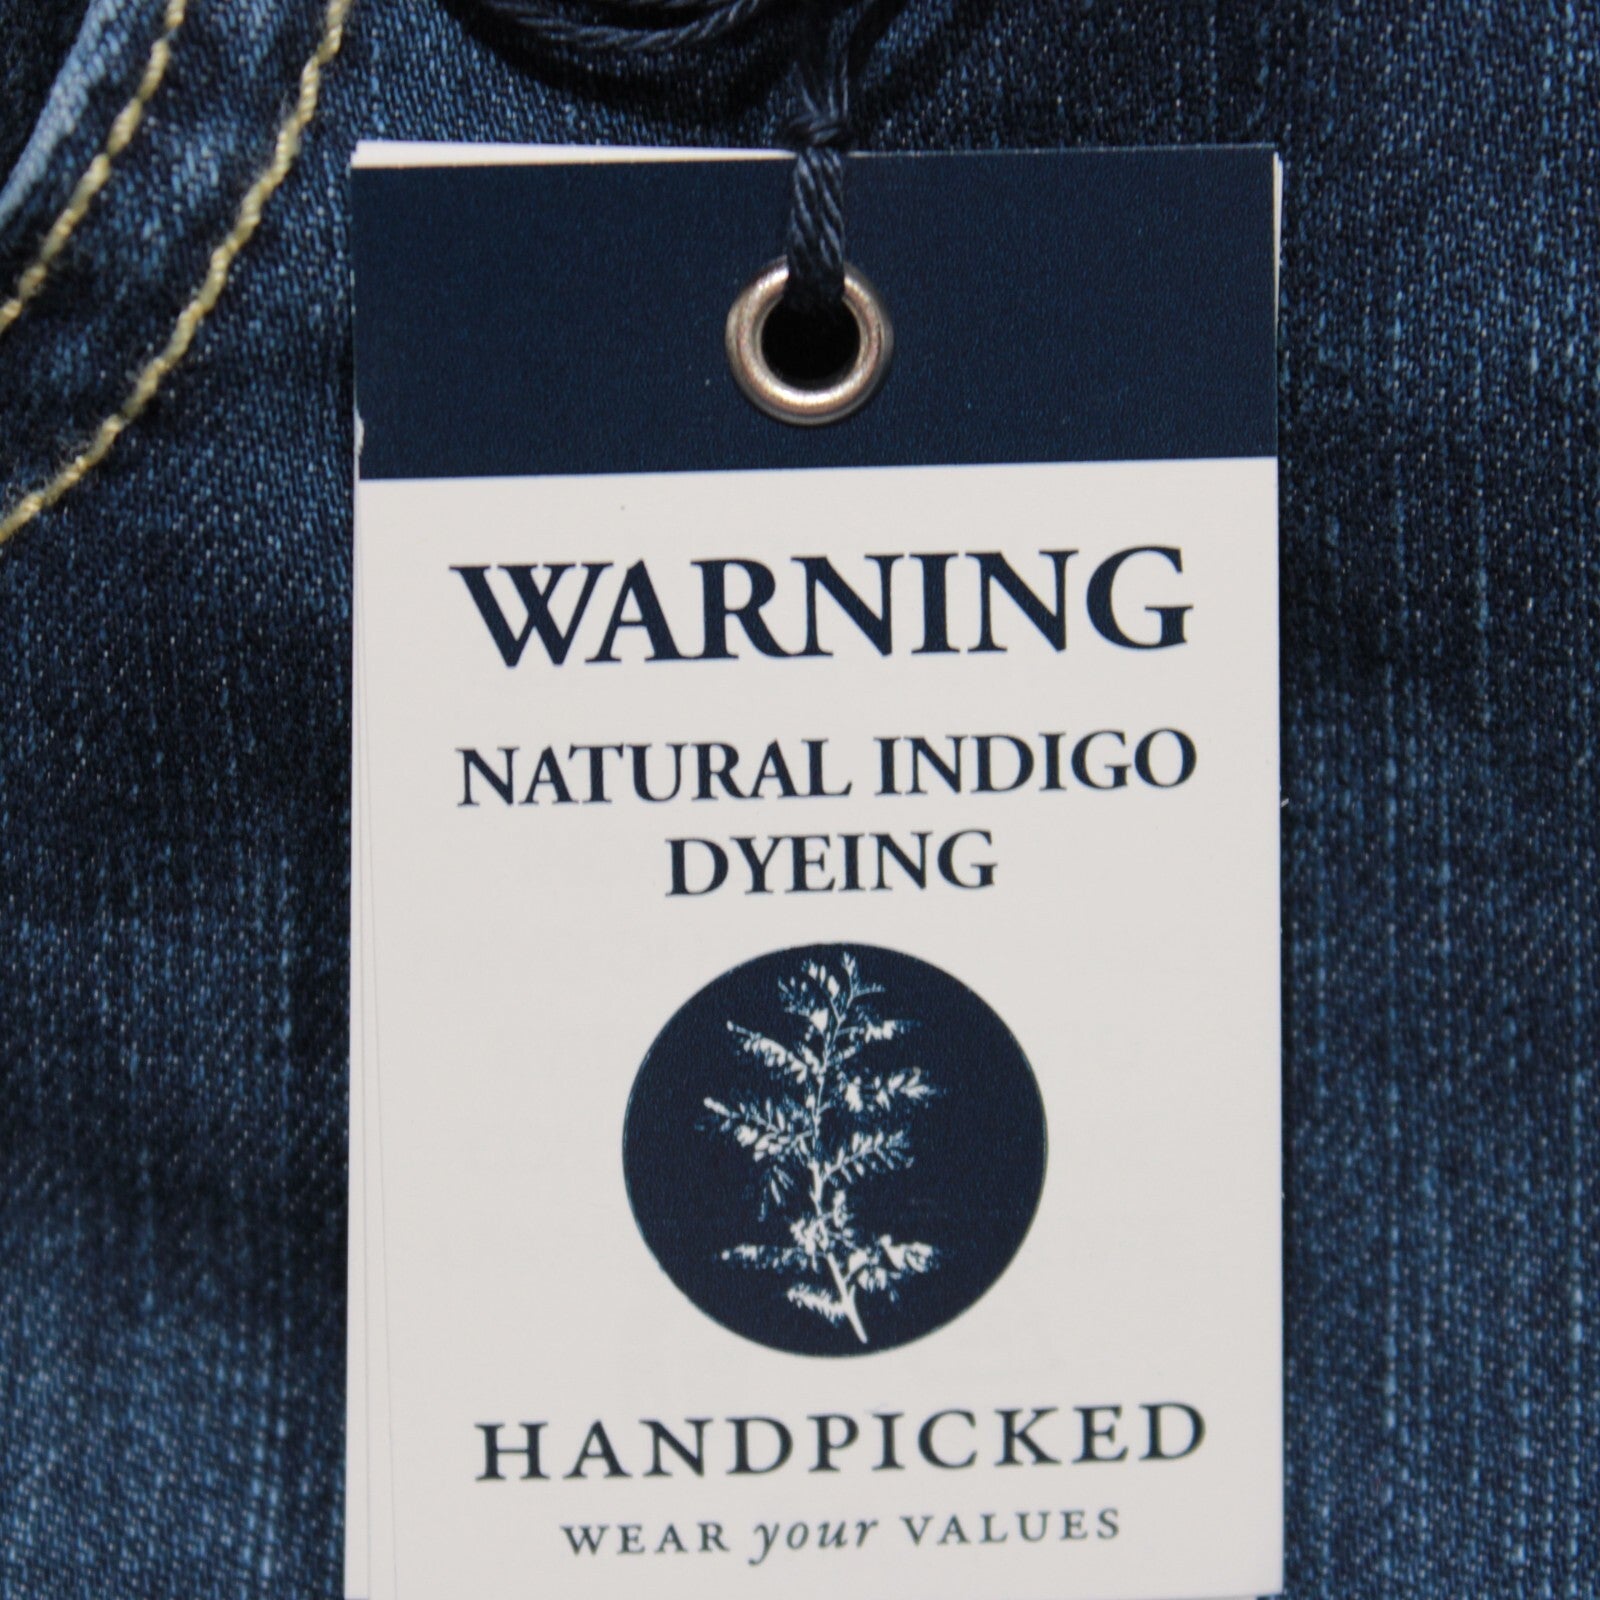 WARNING
NATURAL INDIGO
DYEING
HANDPICKED
WEAR your VALUES